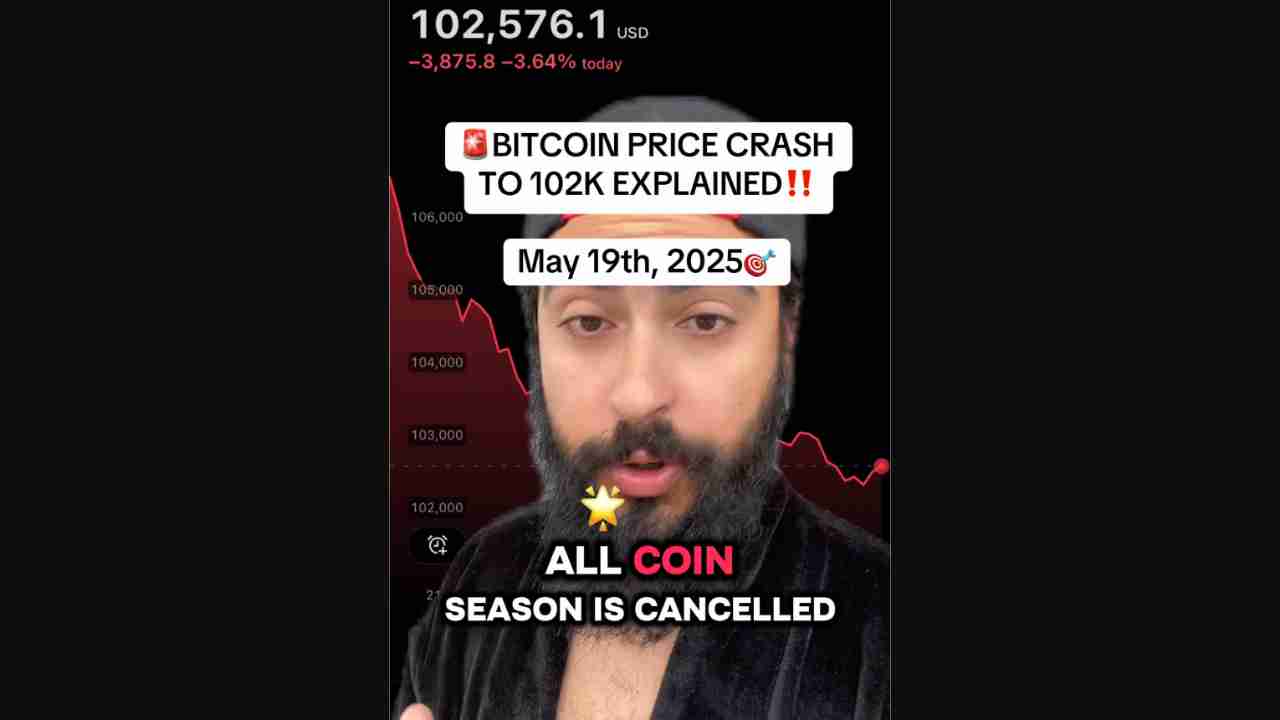 102,576.1 USD
−3,875.8 −3.64% today
🚨BITCOIN PRICE CRASH
TO 102K EXPLAINED‼️
106,000
May 19th, 2025🎯
105,000
104,000
103,000
102,000
ALL COIN
21
SEASON IS CANCELLED